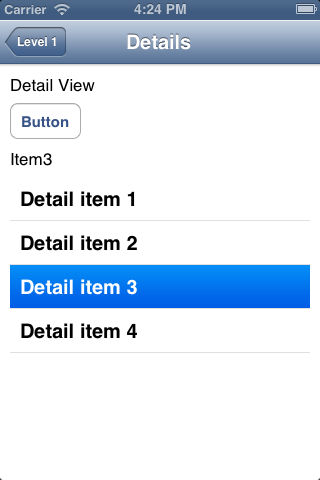 Carrier 4:24 PM
Level 1 Details
Detail View
Button
Item3
Detail item 1
Detail item 2
Detail item 3
Detail item 4